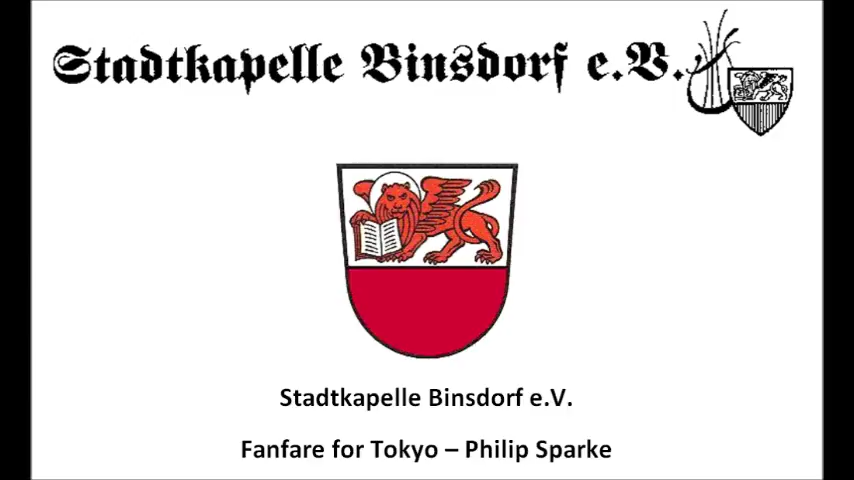 Stadtkapelle Binsdorf e.V.
Stadtkapelle Binsdorf e.V.
Fanfare for Tokyo – Philip Sparke